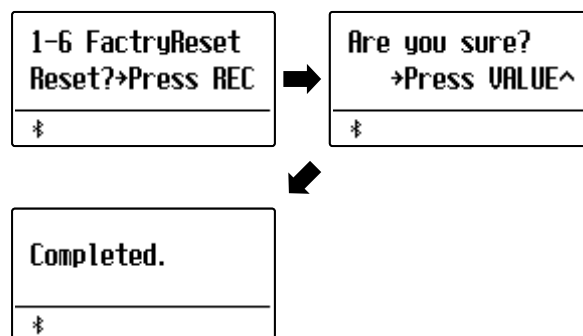 1-6 FactryReset
Reset?→Press REC
Are you sure?
→Press VALUE^
Completed.